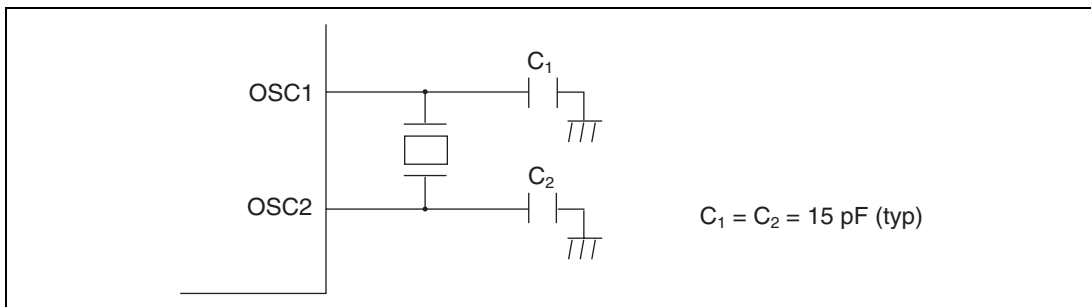 C₁
OSC1
C₂
OSC2
C₁ = C₂ = 15 pF (typ)